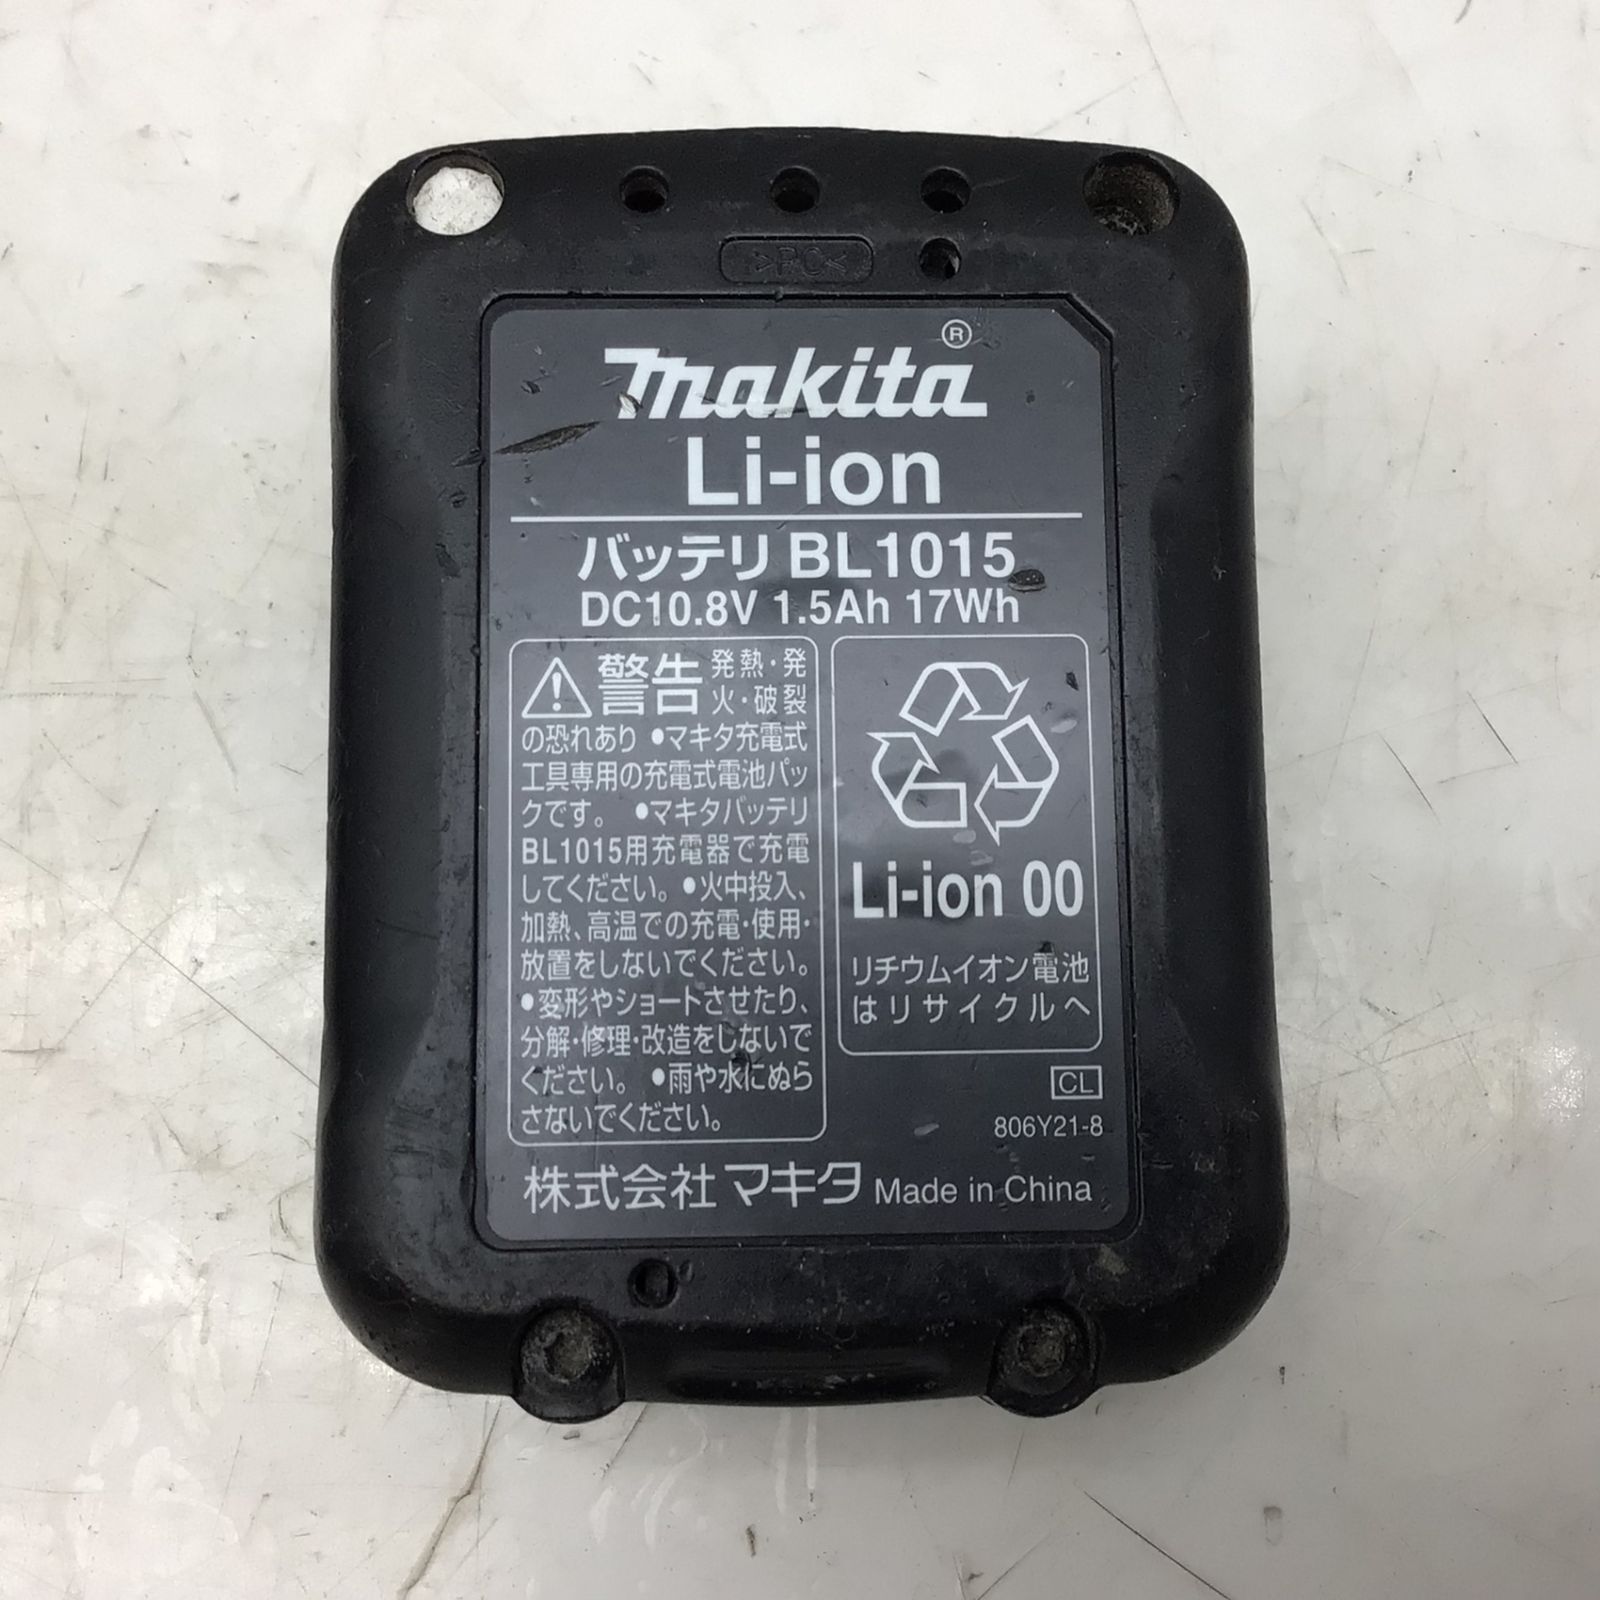 >PC<
makita®
Li-ion
バッテリ BL1015
DC10.8V 1.5Ah 17Wh
警告 発熱・発
火・破裂
の恐れあり ●マキタ充電式
工具専用の充電式電池パッ
クです。 ●マキタバッテリ
BL1015用充電器で充電
してください。●火中投入、
加熱、高温での充電・使用・
放置をしないでください。
●変形やショートさせたり、
分解・修理・改造をしないで
ください。 ●雨や水にぬら
さないでください。
Li-ion 00
リチウムイオン電池
はリサイクルへ
CL
806Y21-8
株式会社マキタ Made in China